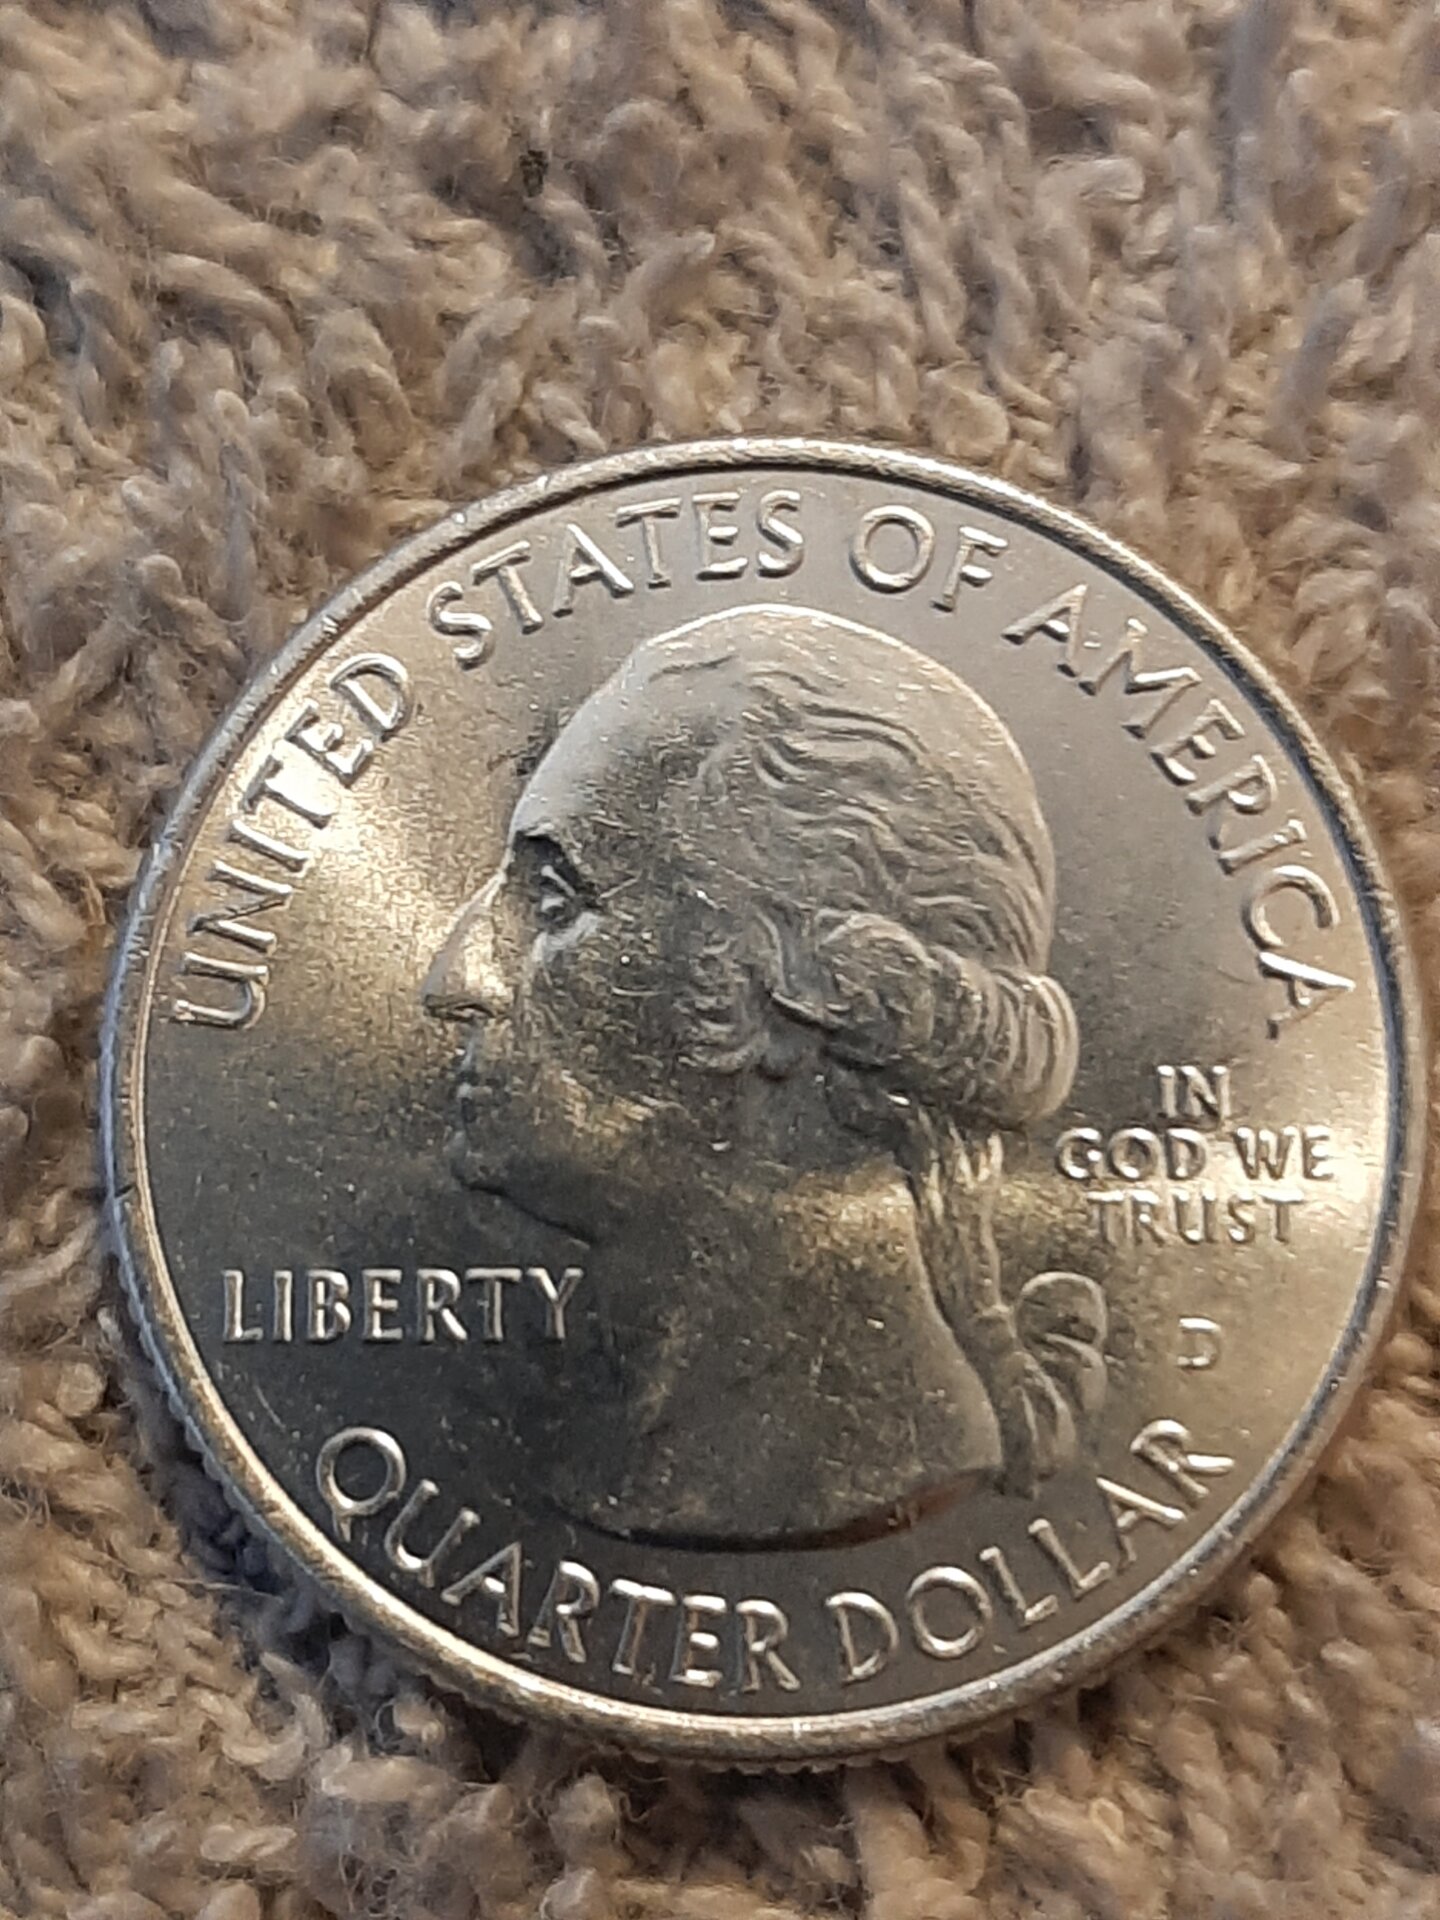 UNITED STATES OF AMERICA
IN
GOD WE
TRUST
LIBERTY
D
QUARTER DOLLAR